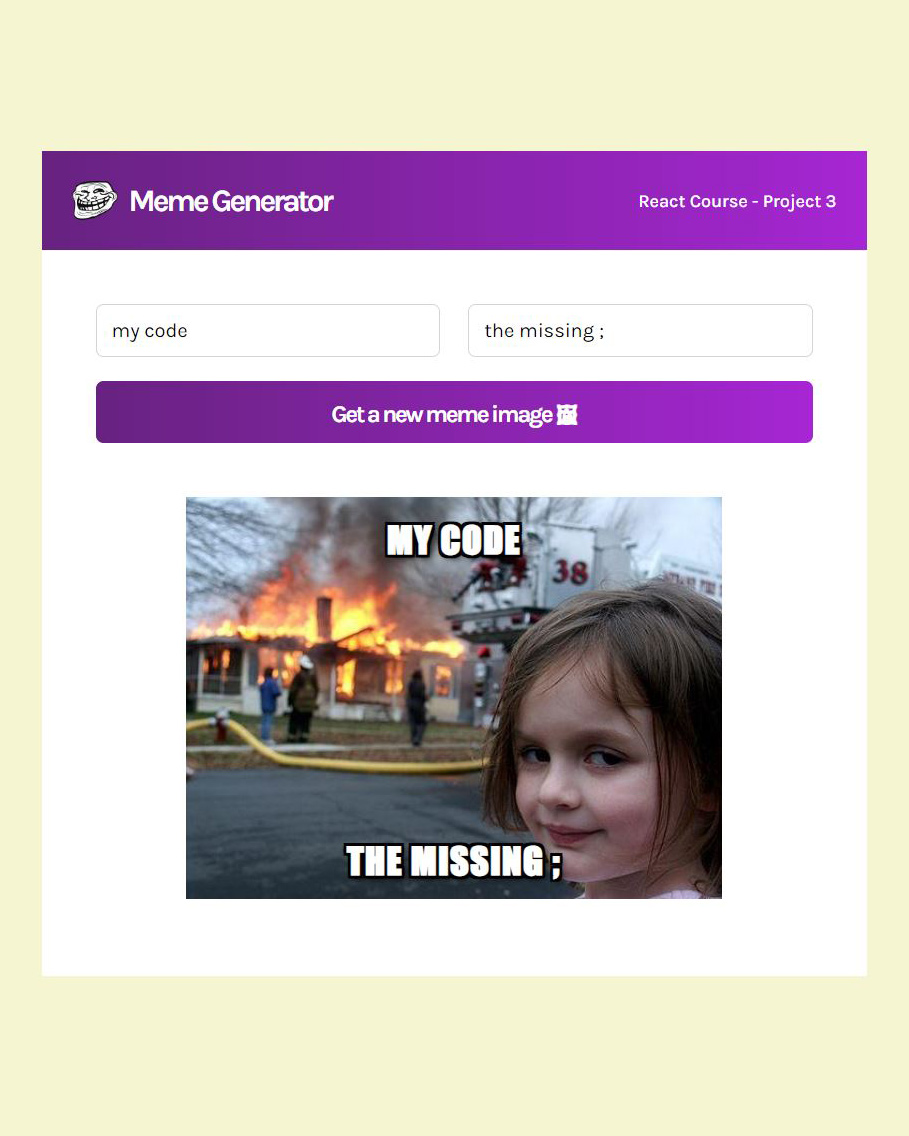 Meme Generator
React Course - Project 3
my code
the missing ;
Get a new meme image 🖼
MY CODE
38
THE MISSING ;